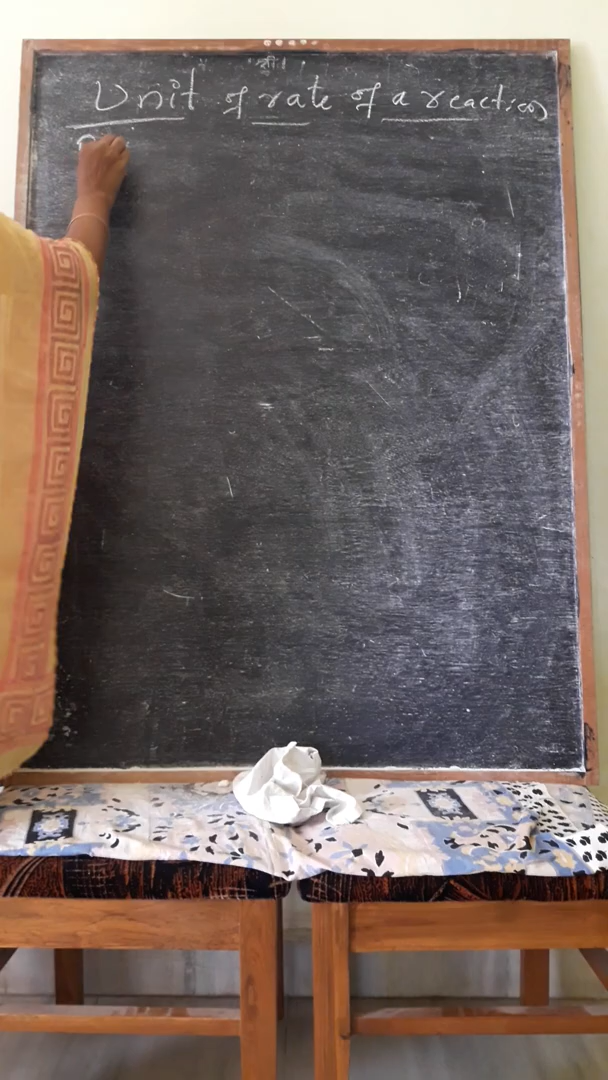 श्री।
Unit of rate of a reaction